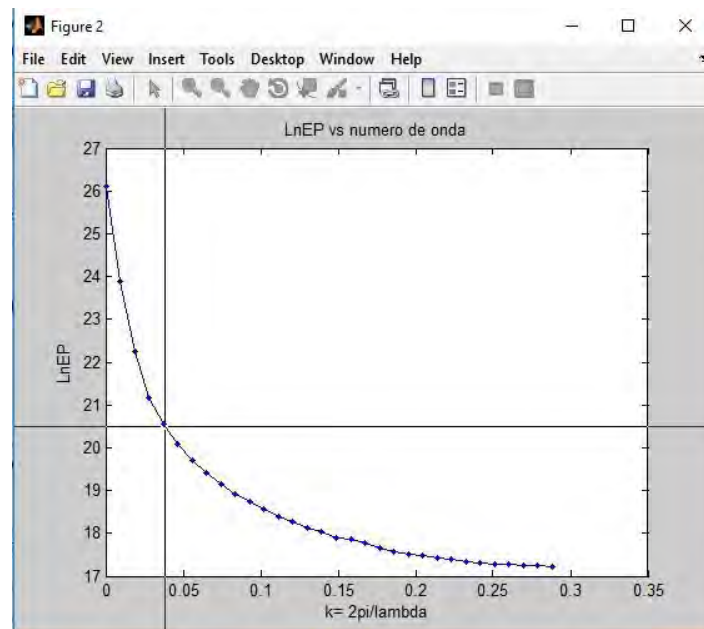 Figure 2
File Edit View Insert Tools Desktop Window Help
LnEP vs numero de onda
27
26
25
24
23
22
21
20
19
18
17
LnEP
0 0.05 0.1 0.15 0.2 0.25 0.3 0.35
k= 2pi/lambda